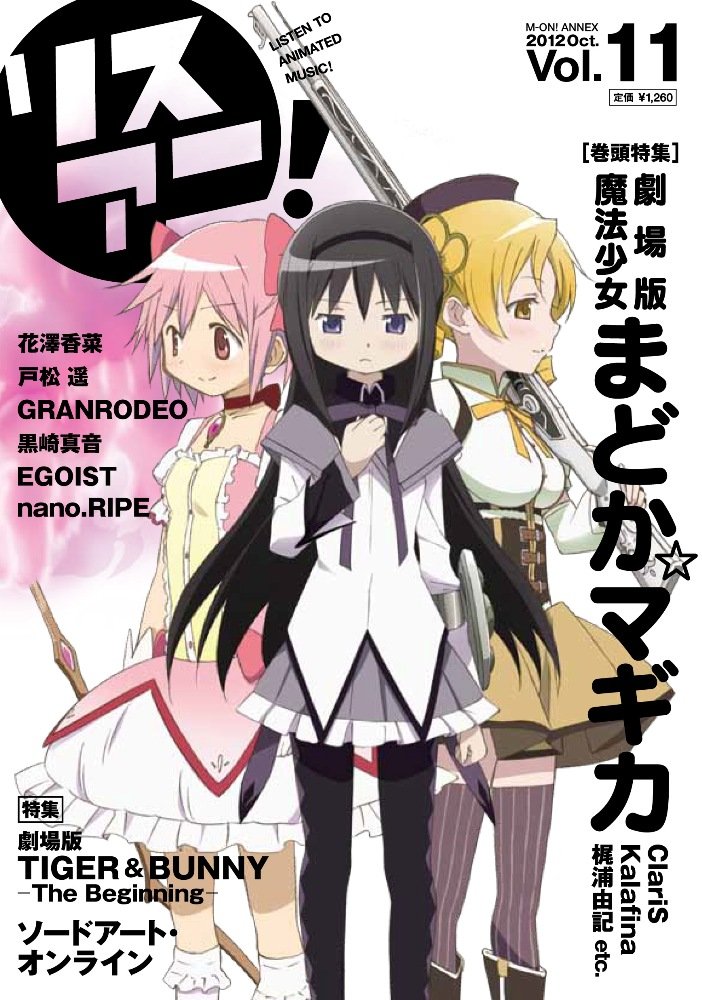 リスアニ!
LISTEN TO
ANIMATED
MUSIC!
M-ON! ANNEX
2012 Oct.
Vol.11
定価 ¥1,260
[巻頭特集]
劇場版
魔法少女
まどか☆マギカ
ClariS
Kalafina
梶浦由記 etc.
花澤香菜
戸松 遥
GRANRODEO
黒崎真音
EGOIST
nano.RIPE
特集
劇場版
TIGER & BUNNY
-The Beginning-
ソードアート・
オンライン